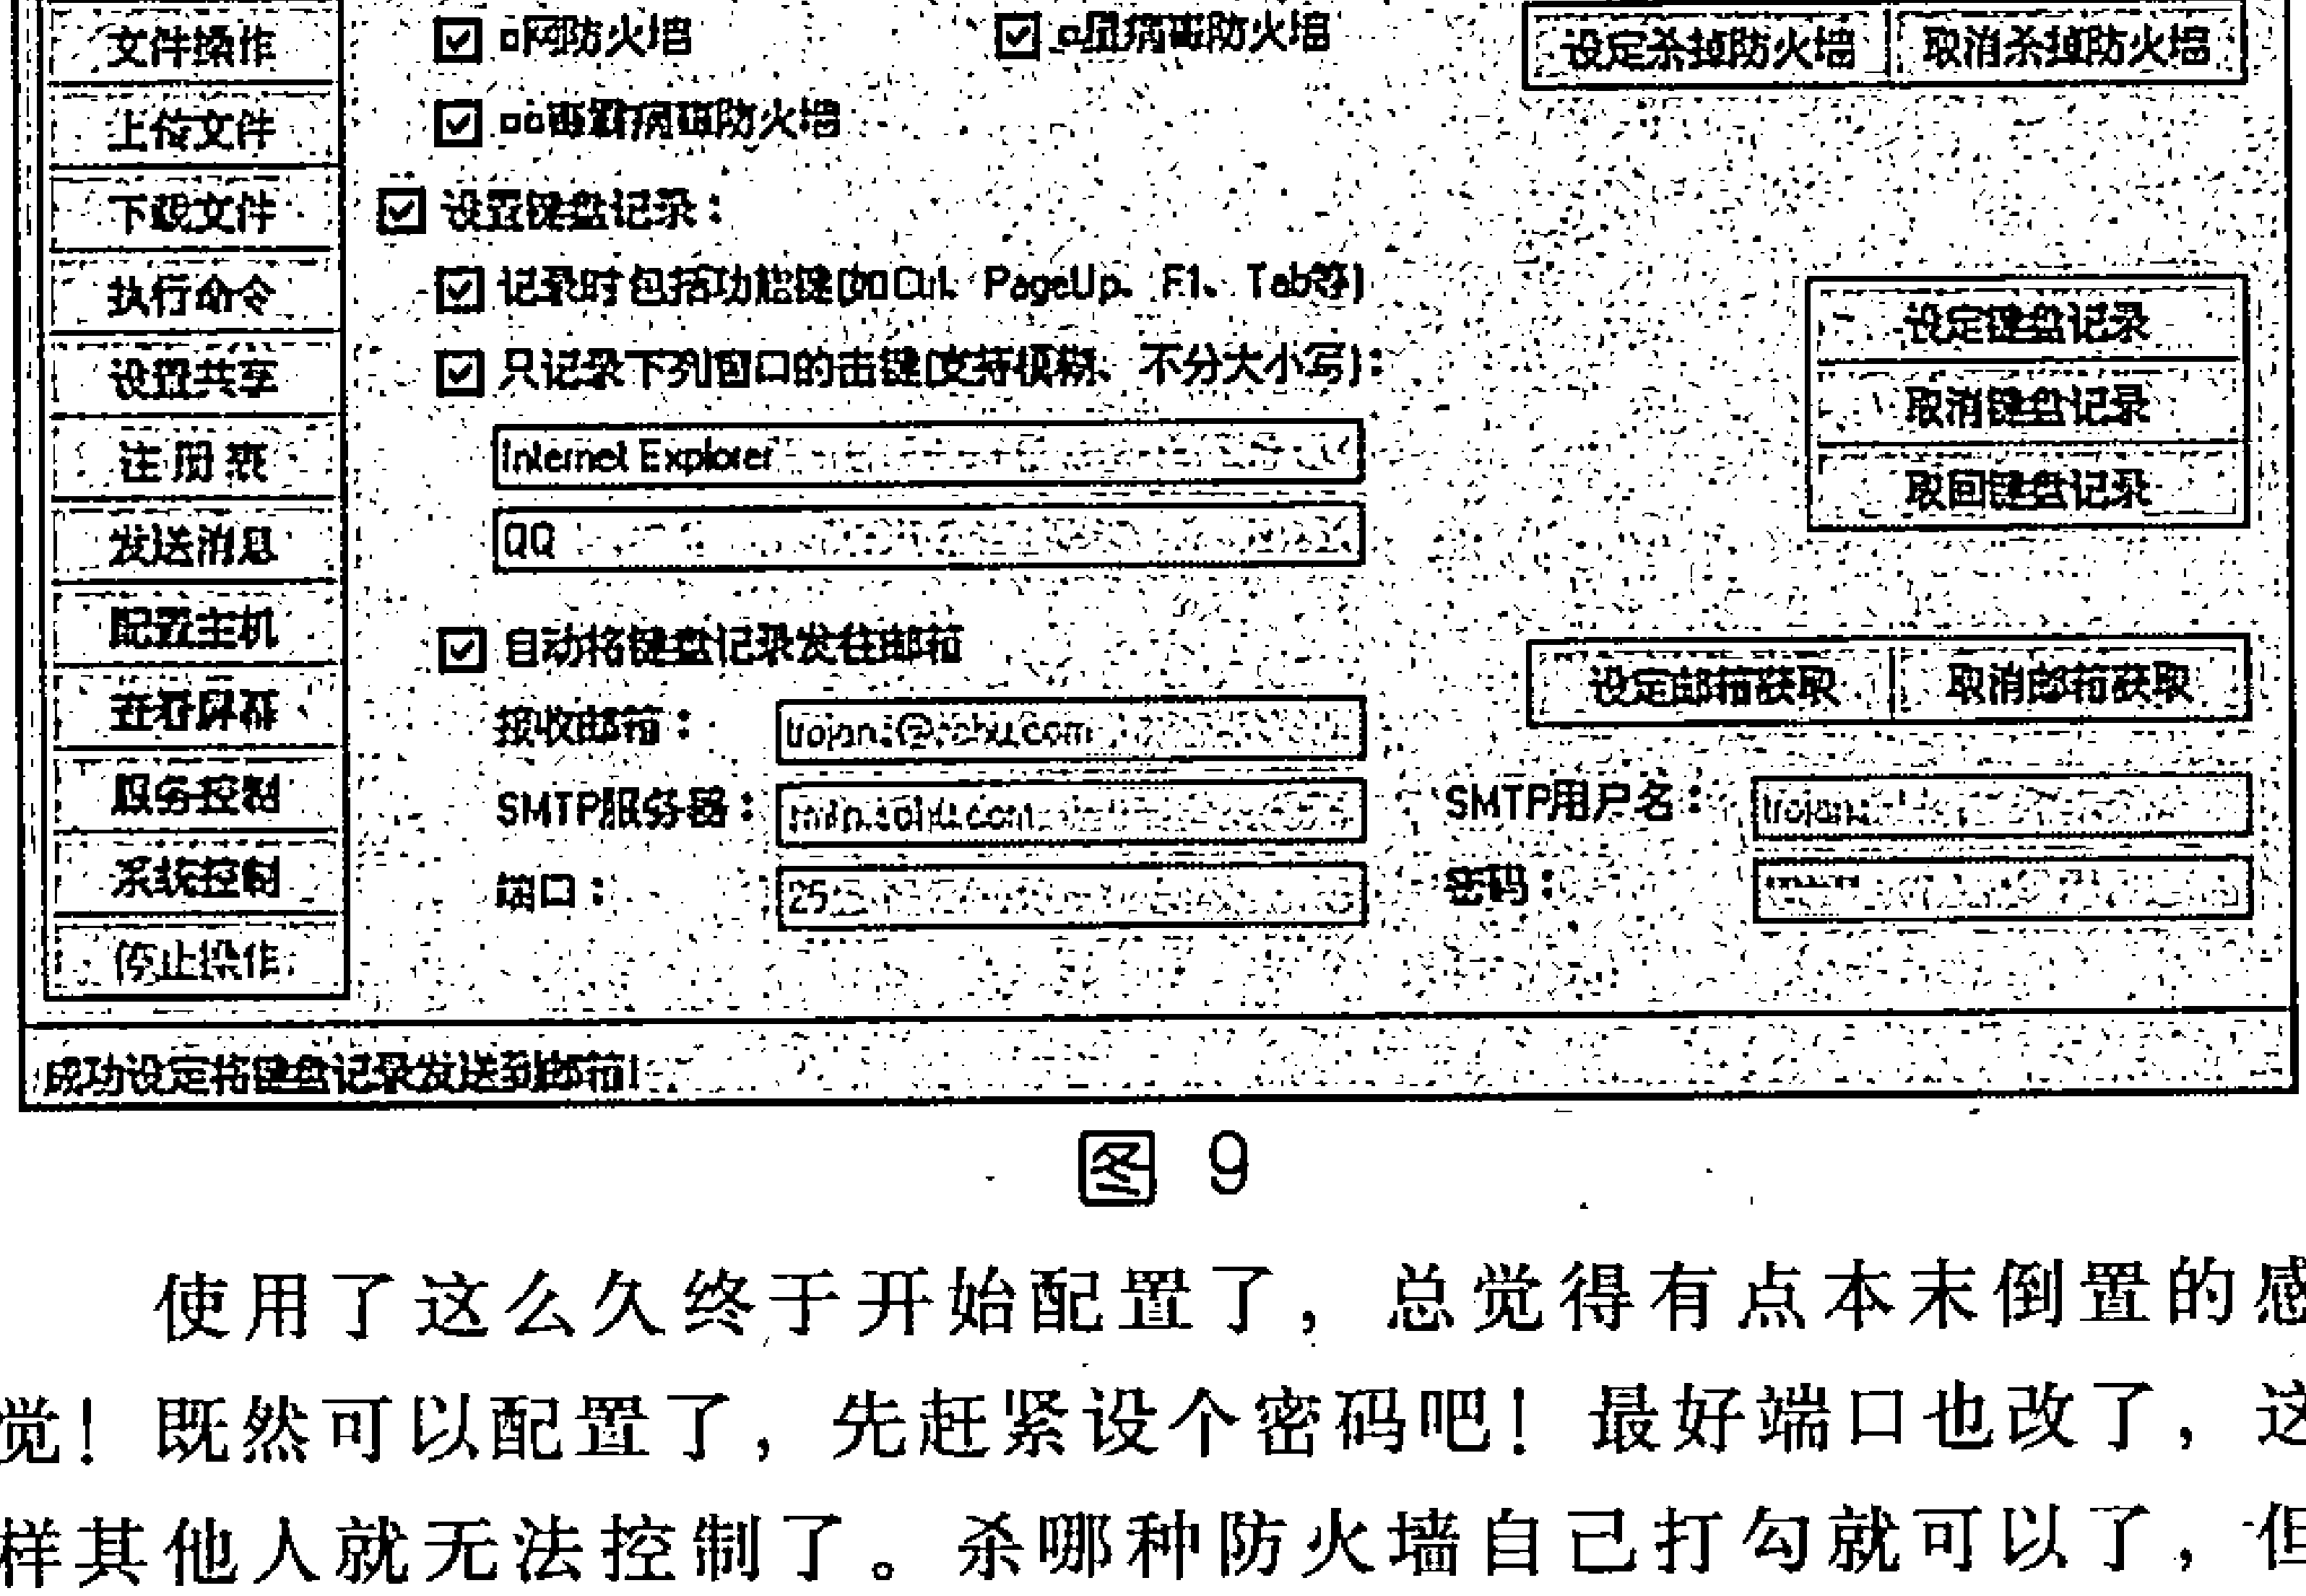 文件操作
防火墙
防火墙
设定杀掉防火墙
取消杀掉防火墙
上传文件
防火墙
下载文件
设置键盘记录：
执行命令
记录时包括功能键(如Ctrl、PageUp、F1、Tab等)
设定键盘记录
设置共享
只记录下列窗口的击键(支持模糊、不分大小写)：
取消键盘记录
注册表
Internet Explorer
取回键盘记录
发送消息
QQ
配置主机
自动将键盘记录发往邮箱
设定邮箱获取
取消邮箱获取
查看屏幕
接收邮箱：
服务控制
SMTP服务器：
SMTP用户名：
系统控制
端口：
25
密码：
停止操作
成功设定将键盘记录发送到邮箱!
图 9
使用了这么久终于开始配置了，总觉得有点本末倒置的感
觉！既然可以配置了，先赶紧设个密码吧！最好端口也改了，这
样其他人就无法控制了。杀哪种防火墙自己打勾就可以了，但